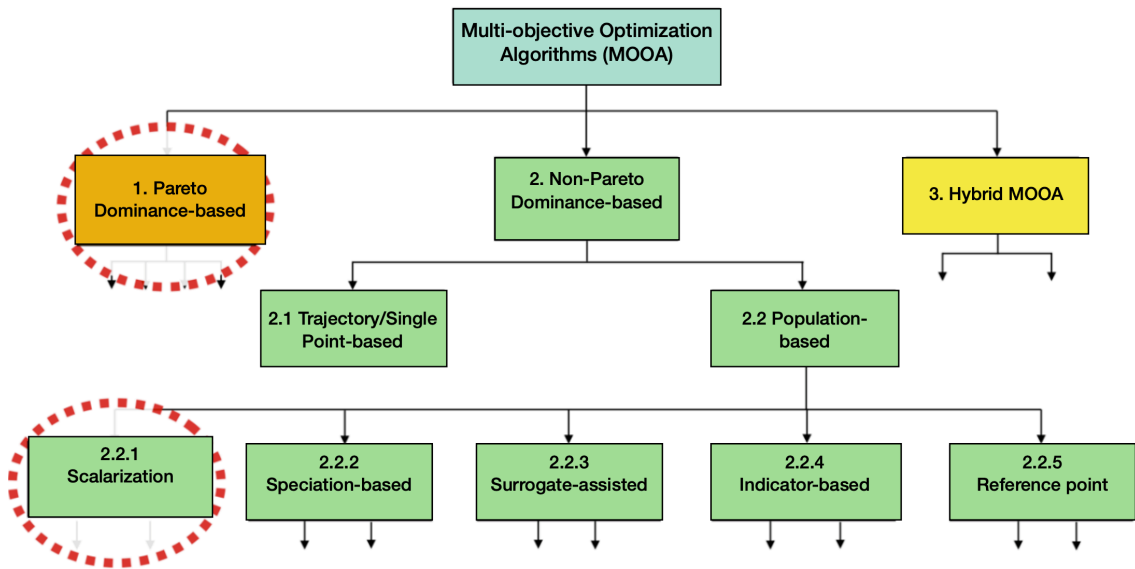 Multi-objective Optimization
Algorithms (MOOA)
1. Pareto
Dominance-based
2. Non-Pareto
Dominance-based
3. Hybrid MOOA
2.1 Trajectory/Single
Point-based
2.2 Population-
based
2.2.1
Scalarization
2.2.2
Speciation-based
2.2.3
Surrogate-assisted
2.2.4
Indicator-based
2.2.5
Reference point